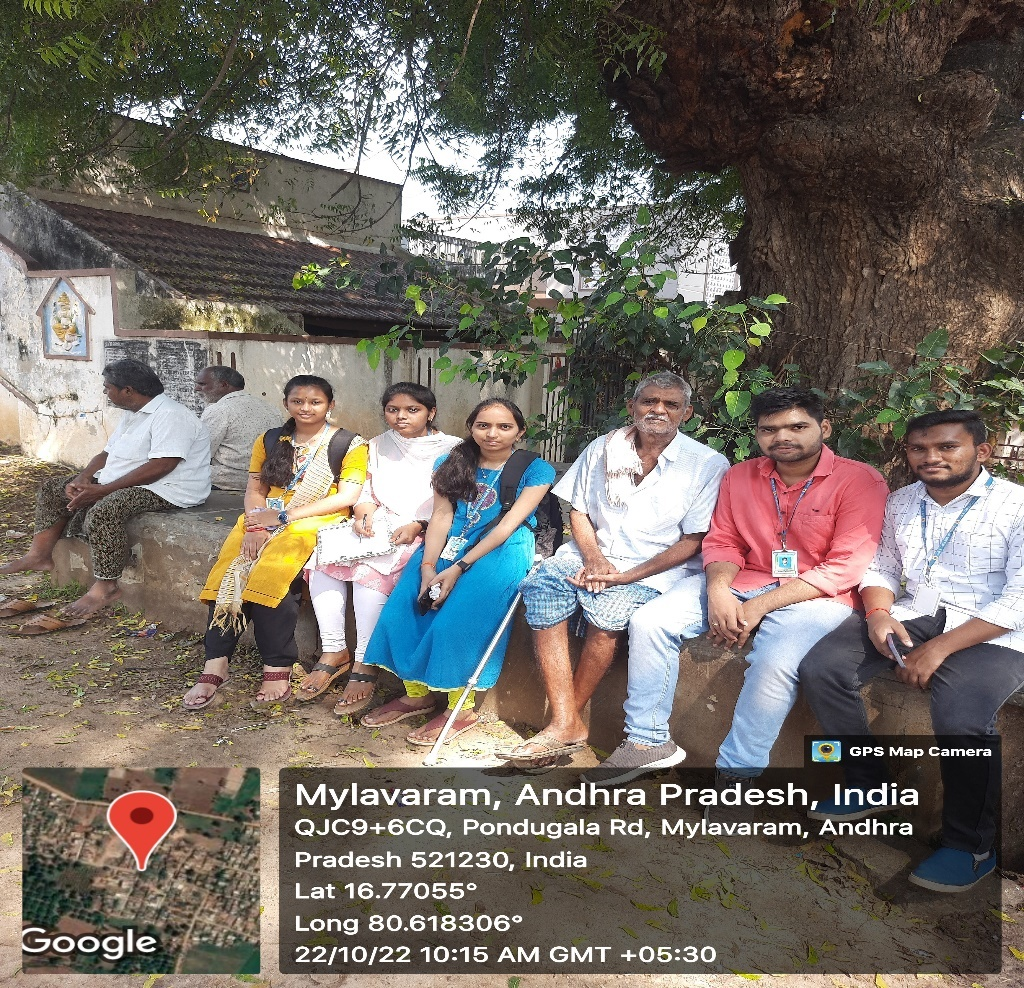 GPS Map Camera
Mylavaram, Andhra Pradesh, India
QJC9+6CQ, Pondugala Rd, Mylavaram, Andhra
Pradesh 521230, India
Lat 16.77055°
Long 80.618306°
22/10/22 10:15 AM GMT +05:30
Google